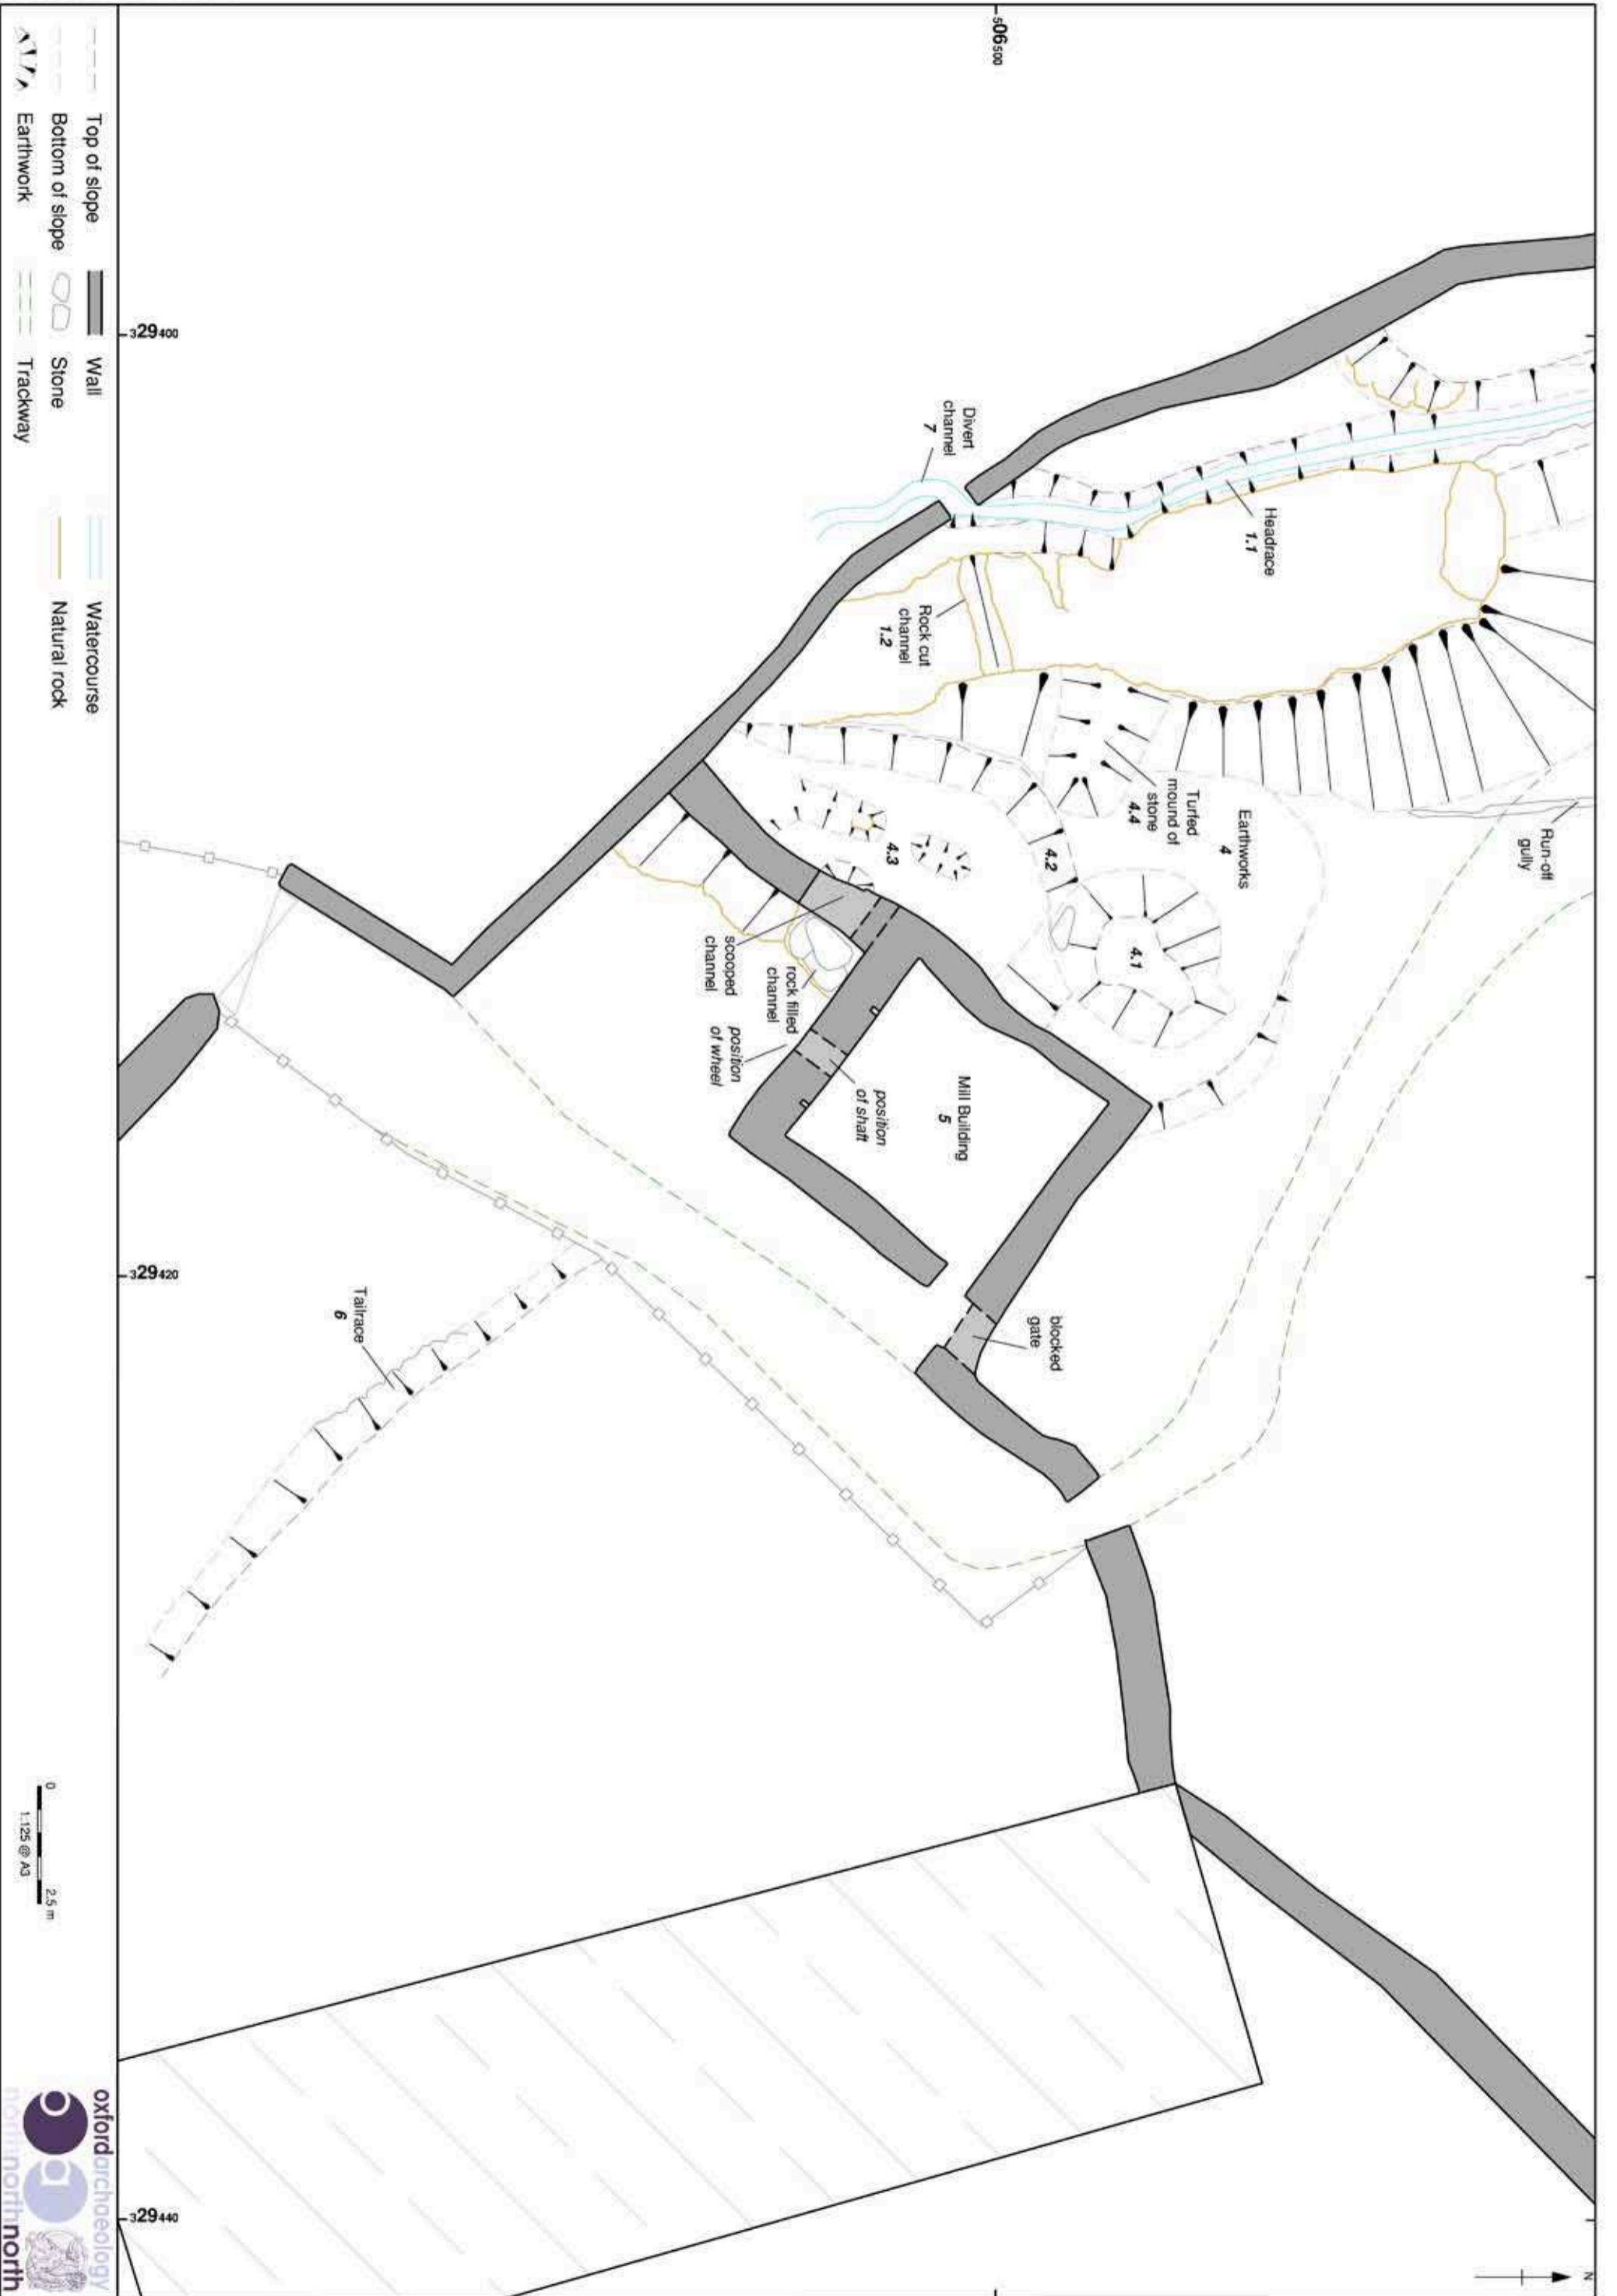 506500
Run-off
gully
Headrace
1.1
Earthworks
4
Turfed
mound of
stone
4.4
4.1
4.2
4.3
Divert
channel
7
Rock cut
channel
1.2
scooped
channel
rock filled
channel
position
of wheel
position
of shaft
Mill Building
5
blocked
gate
Tailrace
6
329400
329420
329440
N
Top of slope
Bottom of slope
Earthwork
Wall
Stone
Trackway
Watercourse
Natural rock
0 2.5 m
1:125 @ A3
oxfordarchaeology
northnorthnorth